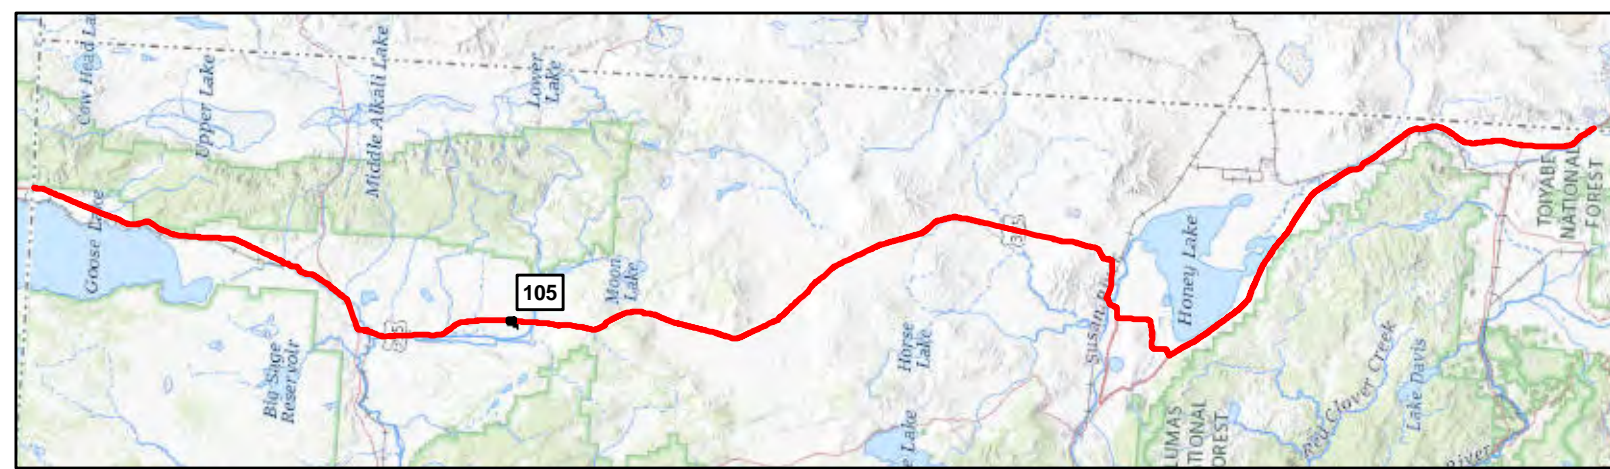 Cow Head La
Upper Lake
Middle Alkali Lake
Lower
Lake
Goose Lake
Big Sage
Reservoir
105
Moon
Lake
Horse
Lake
e Lake
Honey Lake
LUMAS
TIONAL
OREST
Red Clover Creek
Lake Davis
River
TOIYABE
NATIONAL
FOREST